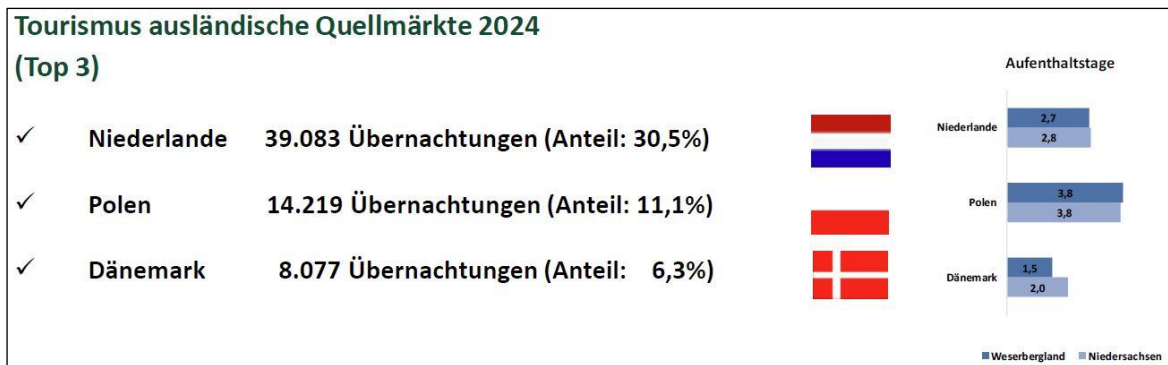 Tourismus ausländische Quellmärkte 2024
(Top 3)
✓ Niederlande 39.083 Übernachtungen (Anteil: 30,5%)
✓ Polen 14.219 Übernachtungen (Anteil: 11,1%)
✓ Dänemark 8.077 Übernachtungen (Anteil: 6,3%)
Aufenthaltstage
Niederlande
2,7
2,8
Polen
3,8
3,8
Dänemark
1,5
2,0
Weserbergland Niedersachsen